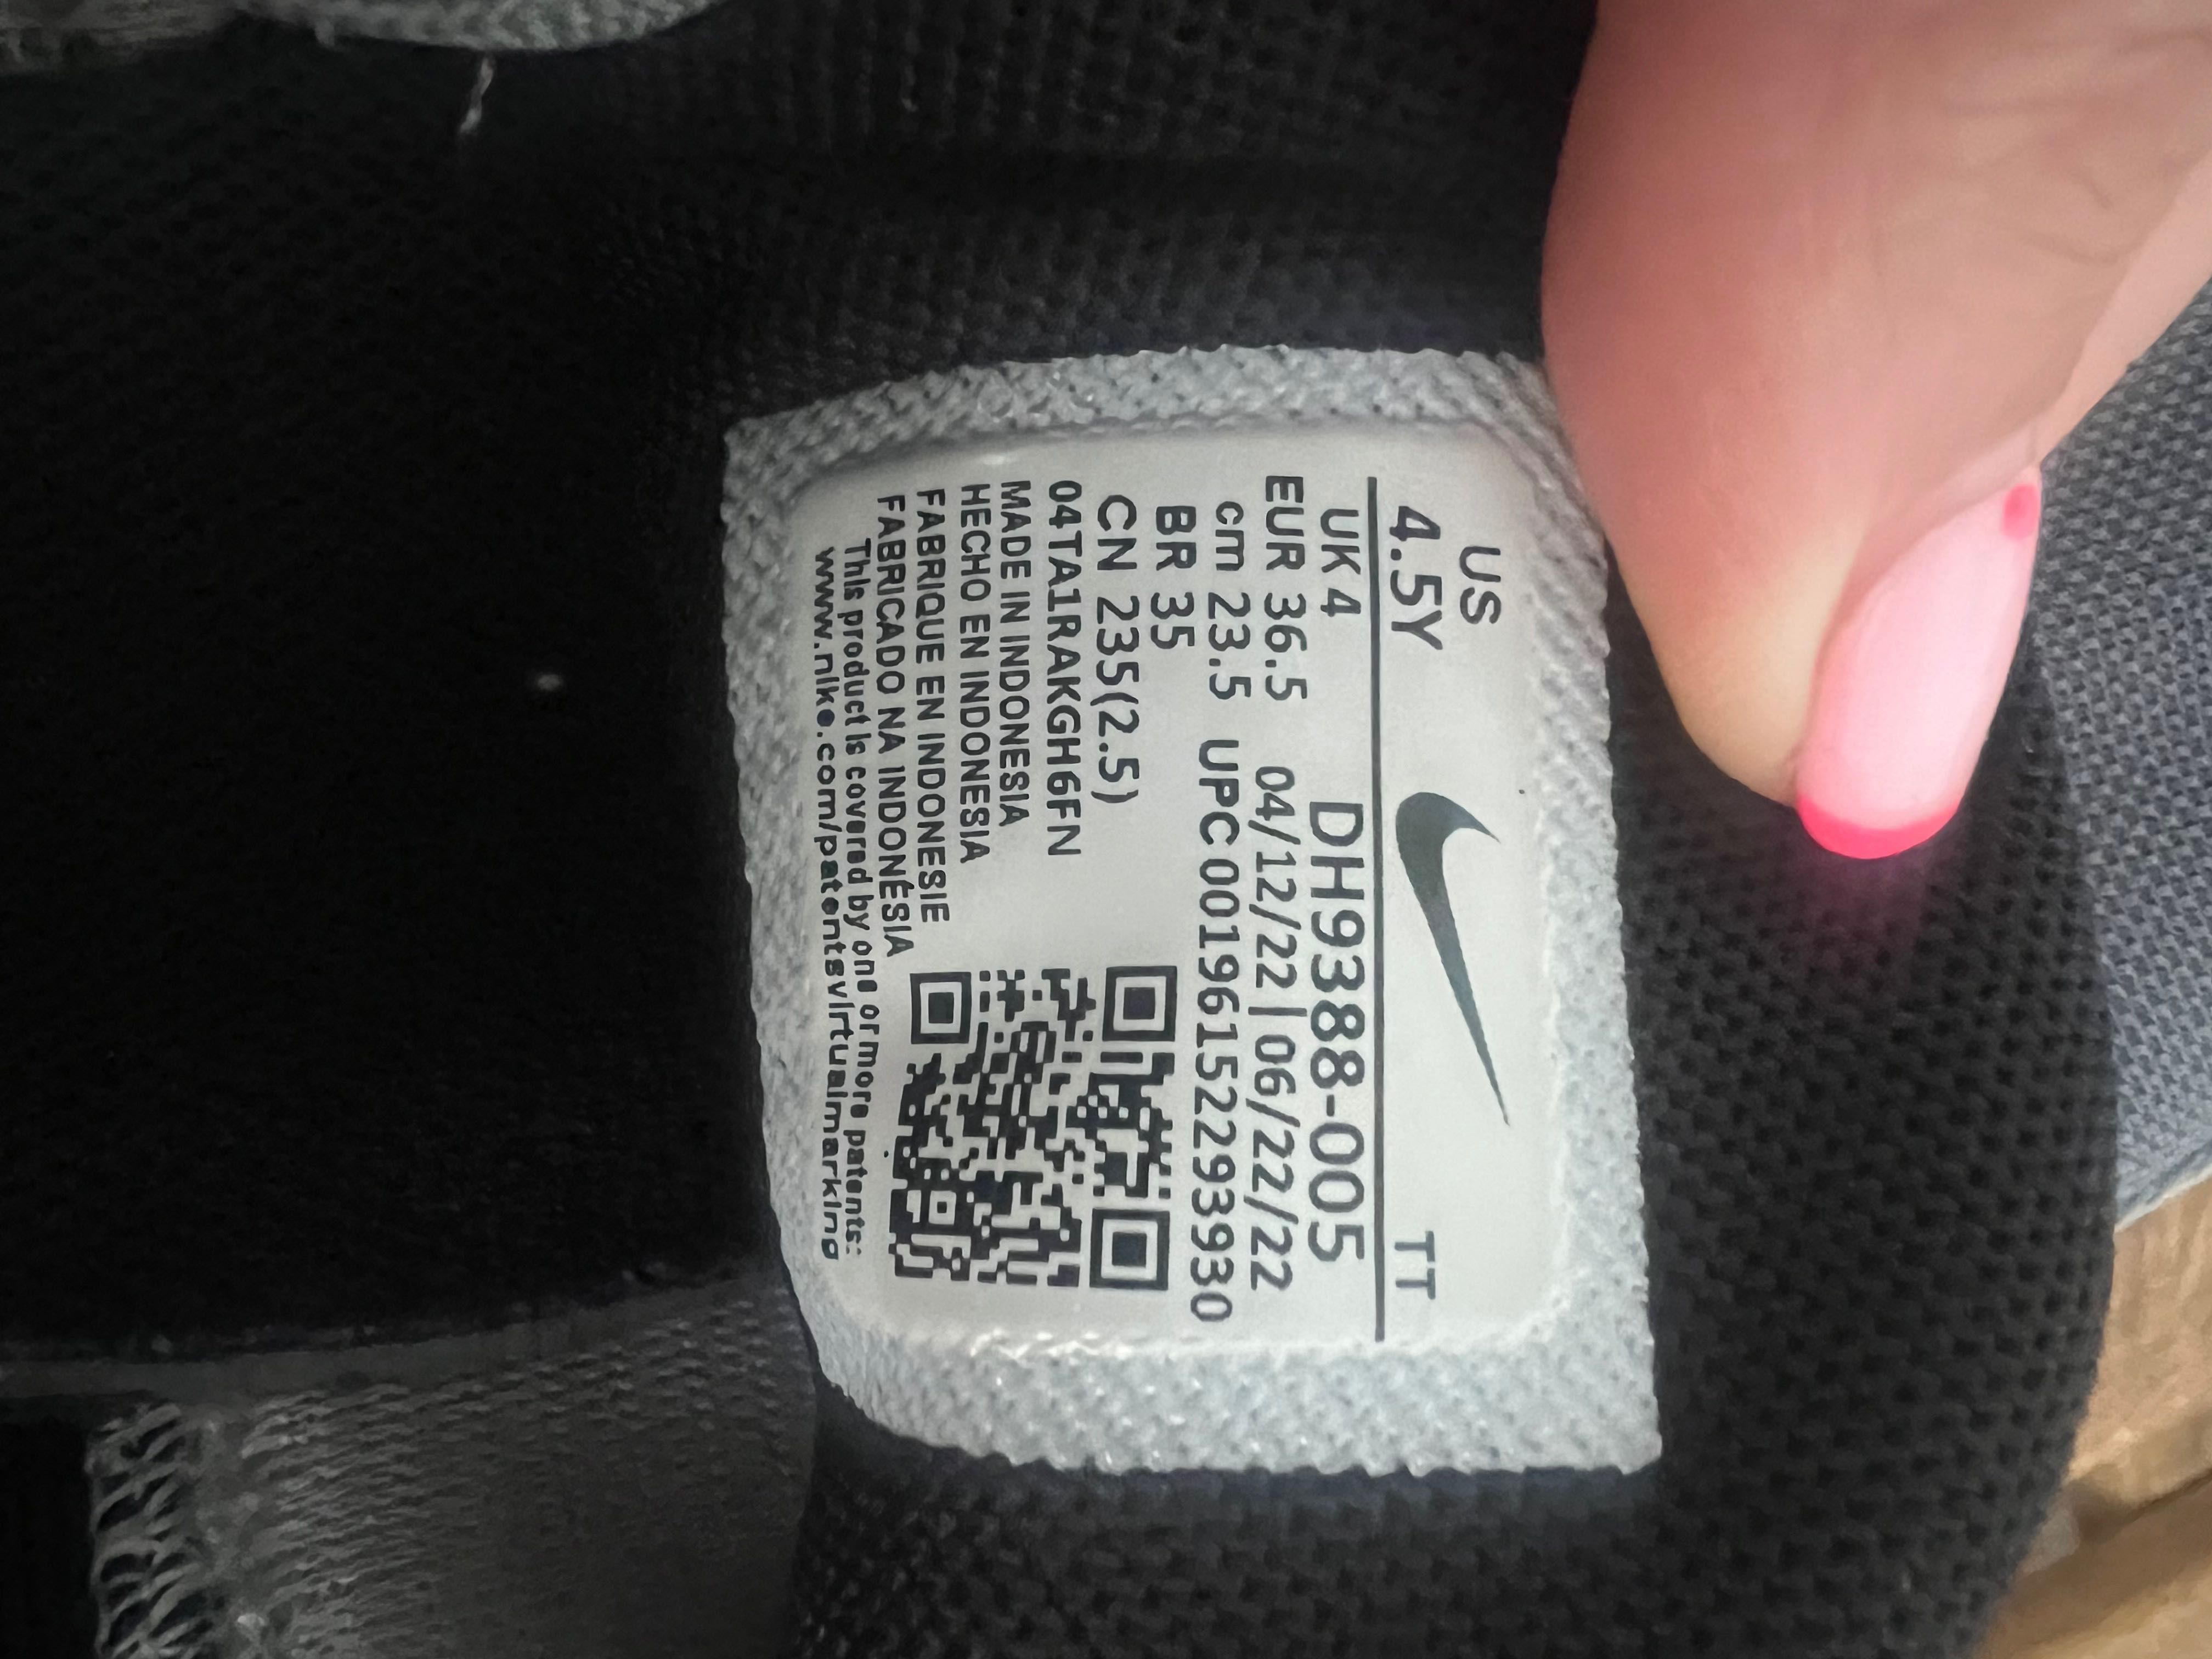 US
4.5Y
TT
UK 4
DH9388-005
EUR 36.5
04/12/22|06/22/22
cm 23.5
UPC 00196152293930
BR 35
CN 235(2.5)
04TA1RAKGH6FN
MADE IN INDONESIA
HECHO EN INDONESIA
FABRIQUE EN INDONESIE
FABRICADO NA INDONÉSIA
This product is covered by one or more patents:
www.nike.com/patentsvirtualmarking